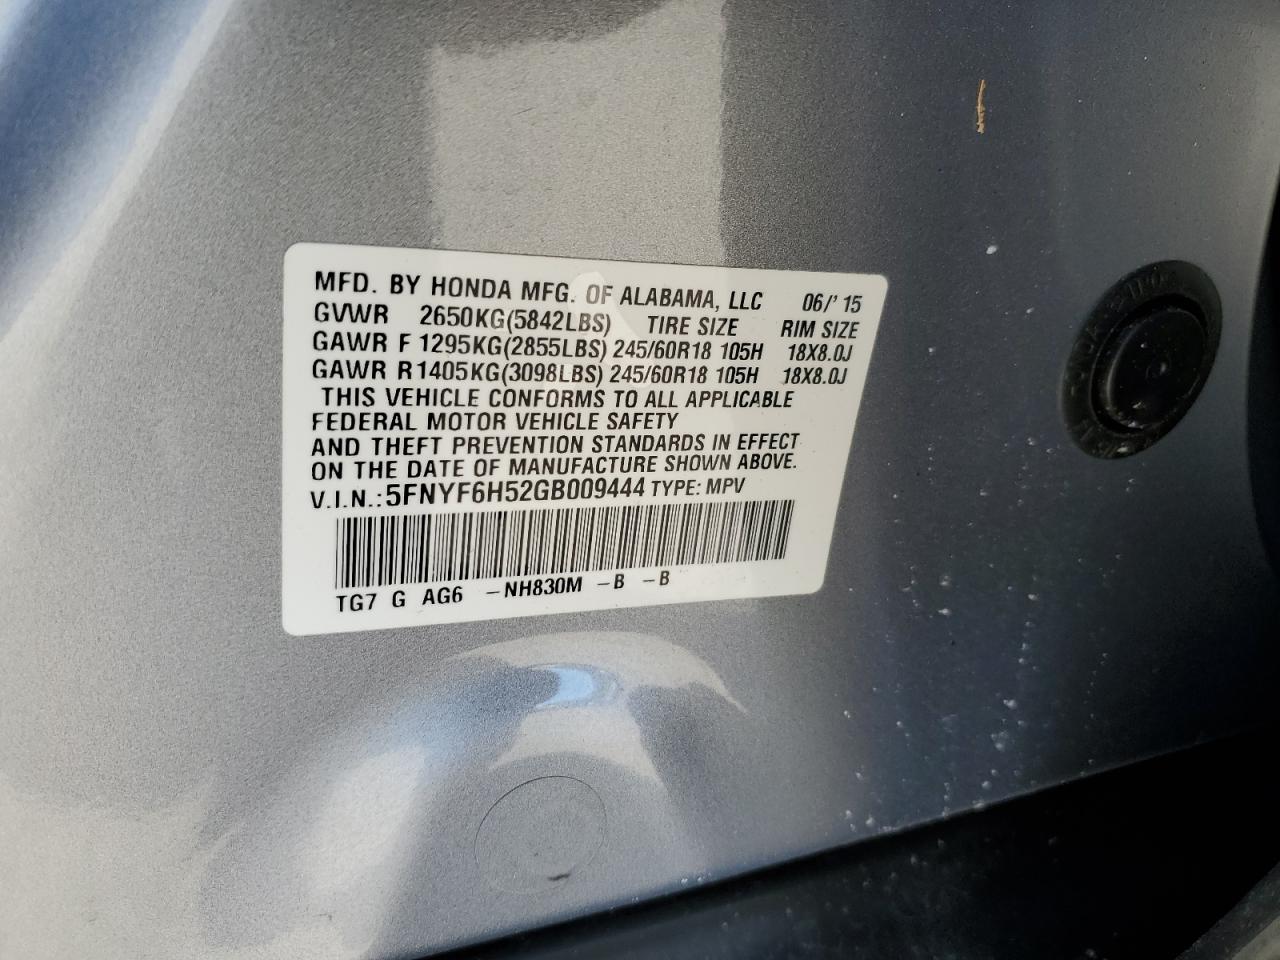 MFD. BY HONDA MFG. OF ALABAMA, LLC 06/'15
GVWR 2650KG(5842LBS) TIRE SIZE RIM SIZE
GAWR F 1295KG(2855LBS) 245/60R18 105H 18X8.0J
GAWR R1405KG(3098LBS) 245/60R18 105H 18X8.0J
THIS VEHICLE CONFORMS TO ALL APPLICABLE
FEDERAL MOTOR VEHICLE SAFETY
AND THEFT PREVENTION STANDARDS IN EFFECT
ON THE DATE OF MANUFACTURE SHOWN ABOVE.
V.I.N.: 5FNYF6H52GB009444 TYPE: MPV
TG7 G AG6 -NH830M -B -B